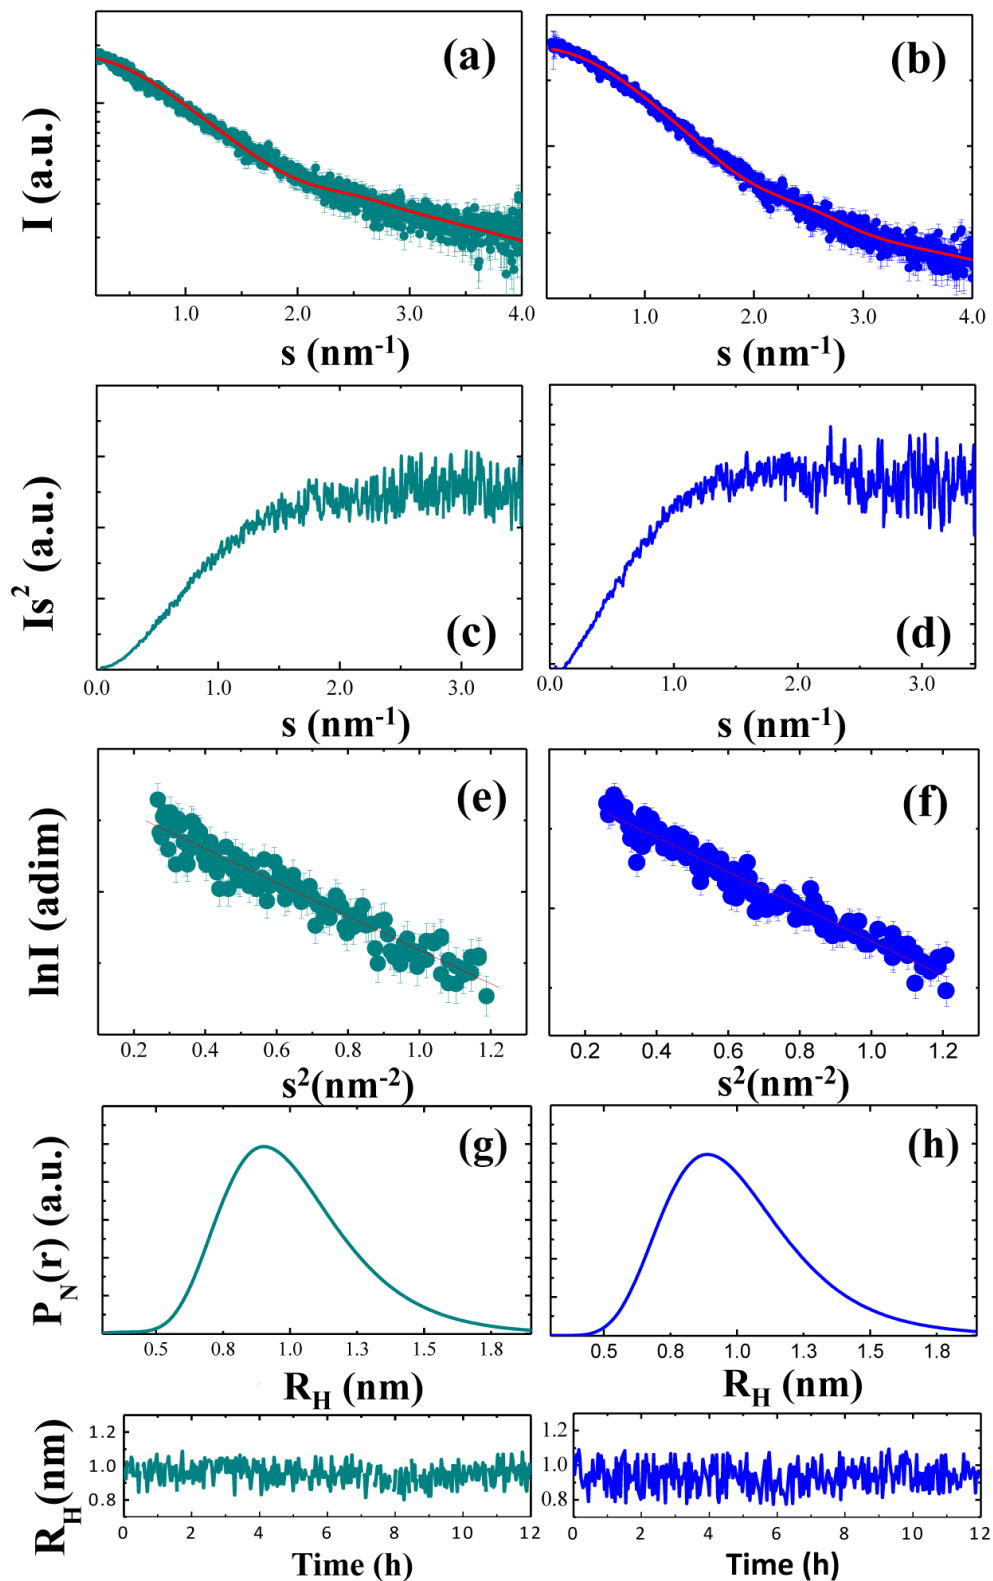 (a)
(b)
I (a.u.)
1.0 2.0 3.0 4.0
1.0 2.0 3.0 4.0
s (nm⁻¹)
s (nm⁻¹)
Is² (a.u.)
(c)
(d)
0.0 1.0 2.0 3.0
0.0 1.0 2.0 3.0
s (nm⁻¹)
s (nm⁻¹)
lnI (adim)
(e)
(f)
0.2 0.4 0.6 0.8 1.0 1.2
0.2 0.4 0.6 0.8 1.0 1.2
s²(nm⁻²)
s²(nm⁻²)
P_N(r) (a.u.)
(g)
(h)
0.5 0.8 1.0 1.3 1.5 1.8
0.5 0.8 1.0 1.3 1.5 1.8
R_H (nm)
R_H (nm)
R_H(nm)
1.2
1.0
0.8
1.2
1.0
0.8
0 2 4 6 8 10 12
0 2 4 6 8 10 12
Time (h)
Time (h)